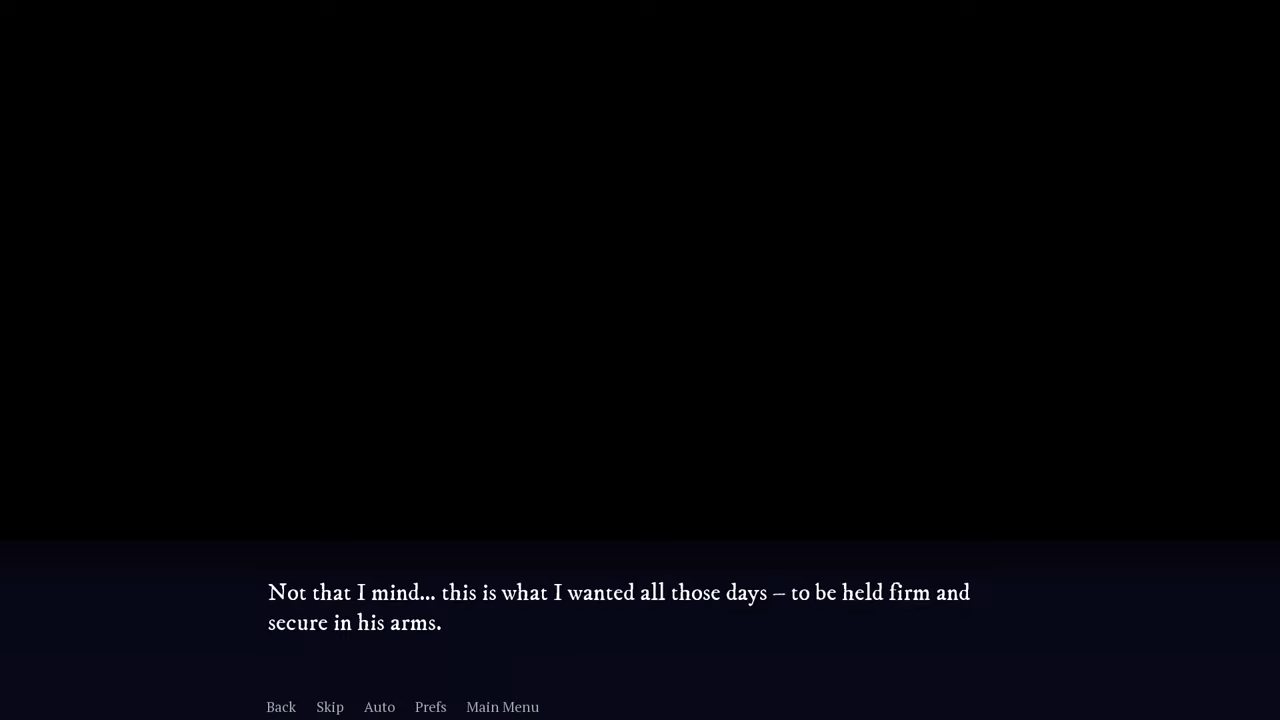 Not that I mind... this is what I wanted all those days – to be held firm and
secure in his arms.
Back Skip Auto Prefs Main Menu